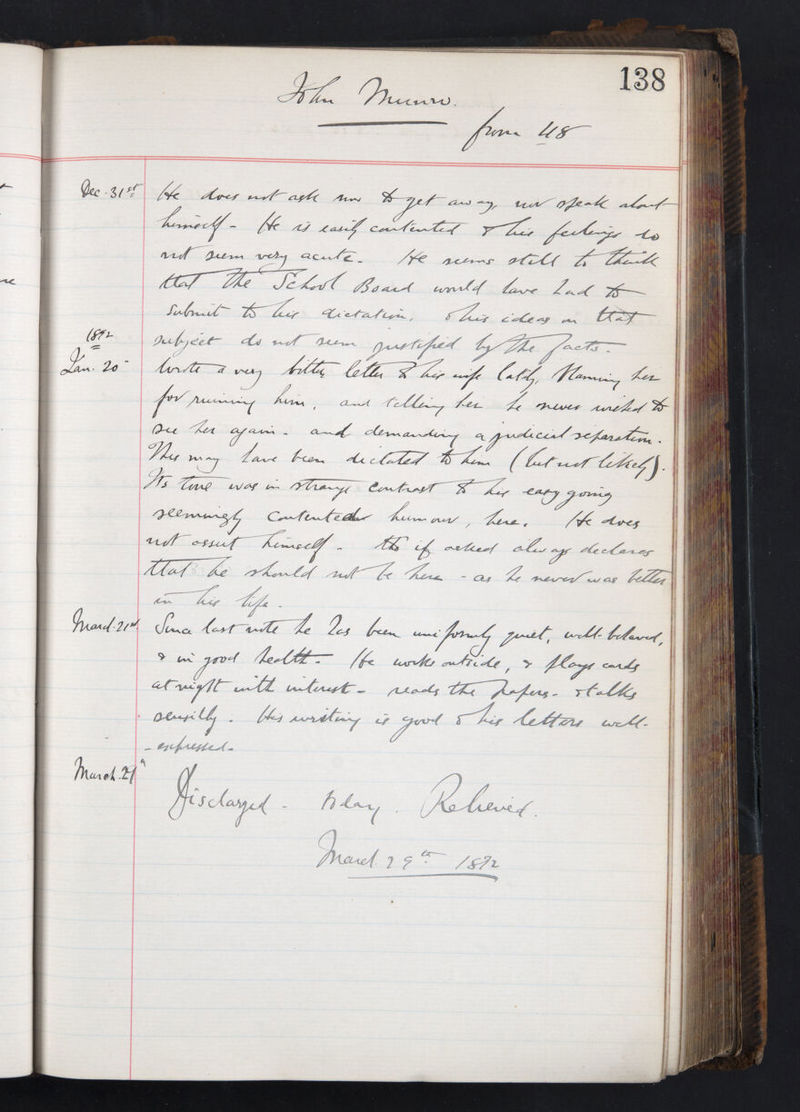 138
John Munro.
from 48
Dec. 31st. He does not ask now to get away, nor speak about
himself - He is easily contented & his feelings do
not seem very acute. He seems still to think
that the School Board would have had to
submit to his dictation. & his ideas on that
1892
subject do not seem justified by the facts.
Jan. 20 - Wrote a very bitter letter to his wife lately, blaming her
for ruining him, and telling her he never wished to
see her again - and demanding a judicial separation.
This may have been dictated to him (but not likely).
Its tone was in strange contrast to his easy going
seemingly contented humour, here. He does
not assert himself - tho if asked always declares
that he should not be here - as he never was better
in his life.
March. 21st. Since last note he has been uniformly quiet, well-behaved,
& in good health. He works outside, & plays cards
at night with interest - reads the papers - & talks
sensibly. His writing is good & his letters well-
- expressed -
March. 29th
Discharged - Relieved.
March 29th 1892